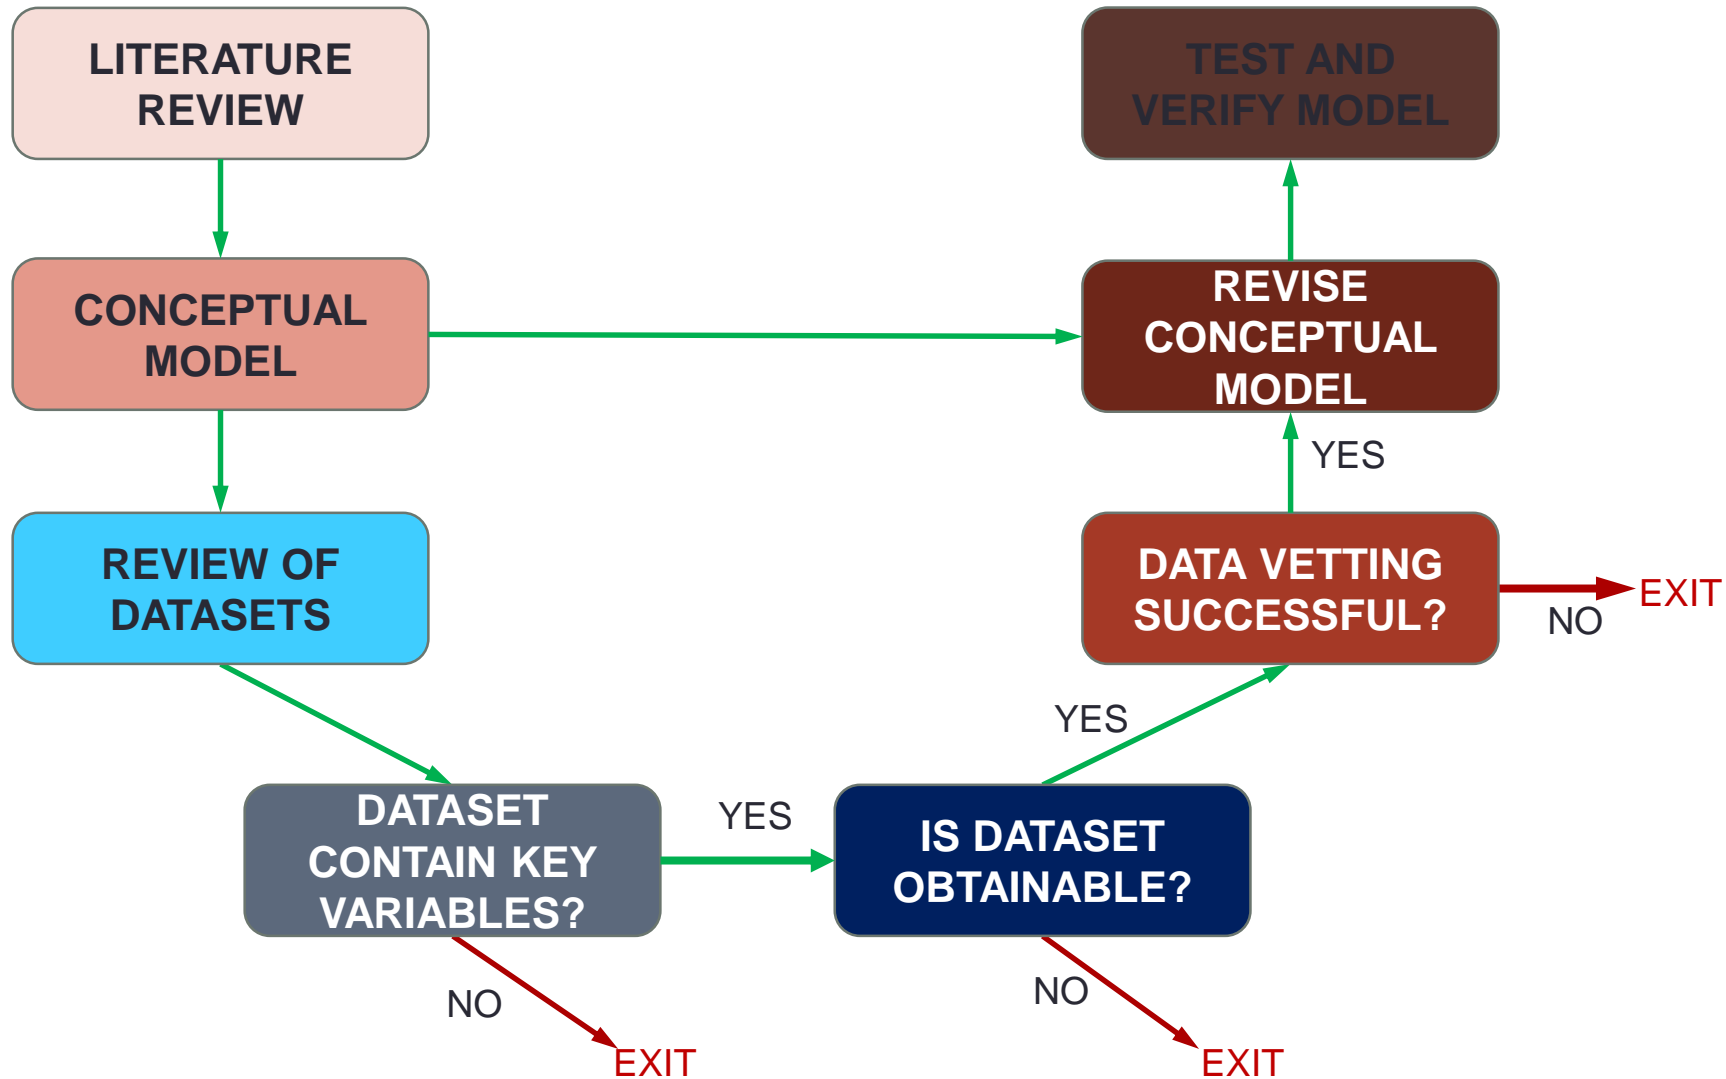 LITERATURE
REVIEW
TEST AND
VERIFY MODEL
CONCEPTUAL
MODEL
REVISE
CONCEPTUAL
MODEL
YES
REVIEW OF
DATASETS
DATA VETTING
SUCCESSFUL?
EXIT
NO
YES
DATASET
CONTAIN KEY
VARIABLES?
YES
IS DATASET
OBTAINABLE?
NO
EXIT
NO
EXIT